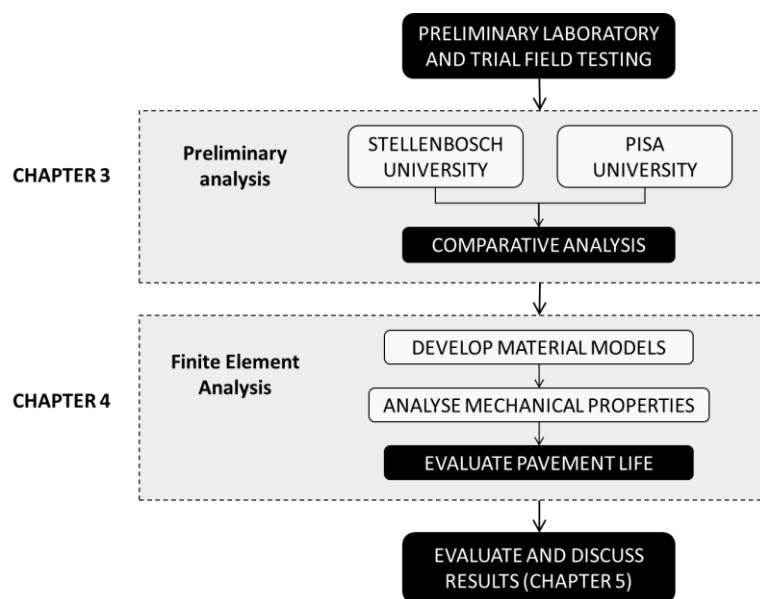 PRELIMINARY LABORATORY
AND TRIAL FIELD TESTING
CHAPTER 3
Preliminary
analysis
STELLENBOSCH
UNIVERSITY
PISA
UNIVERSITY
COMPARATIVE ANALYSIS
CHAPTER 4
Finite Element
Analysis
DEVELOP MATERIAL MODELS
ANALYSE MECHANICAL PROPERTIES
EVALUATE PAVEMENT LIFE
EVALUATE AND DISCUSS
RESULTS (CHAPTER 5)